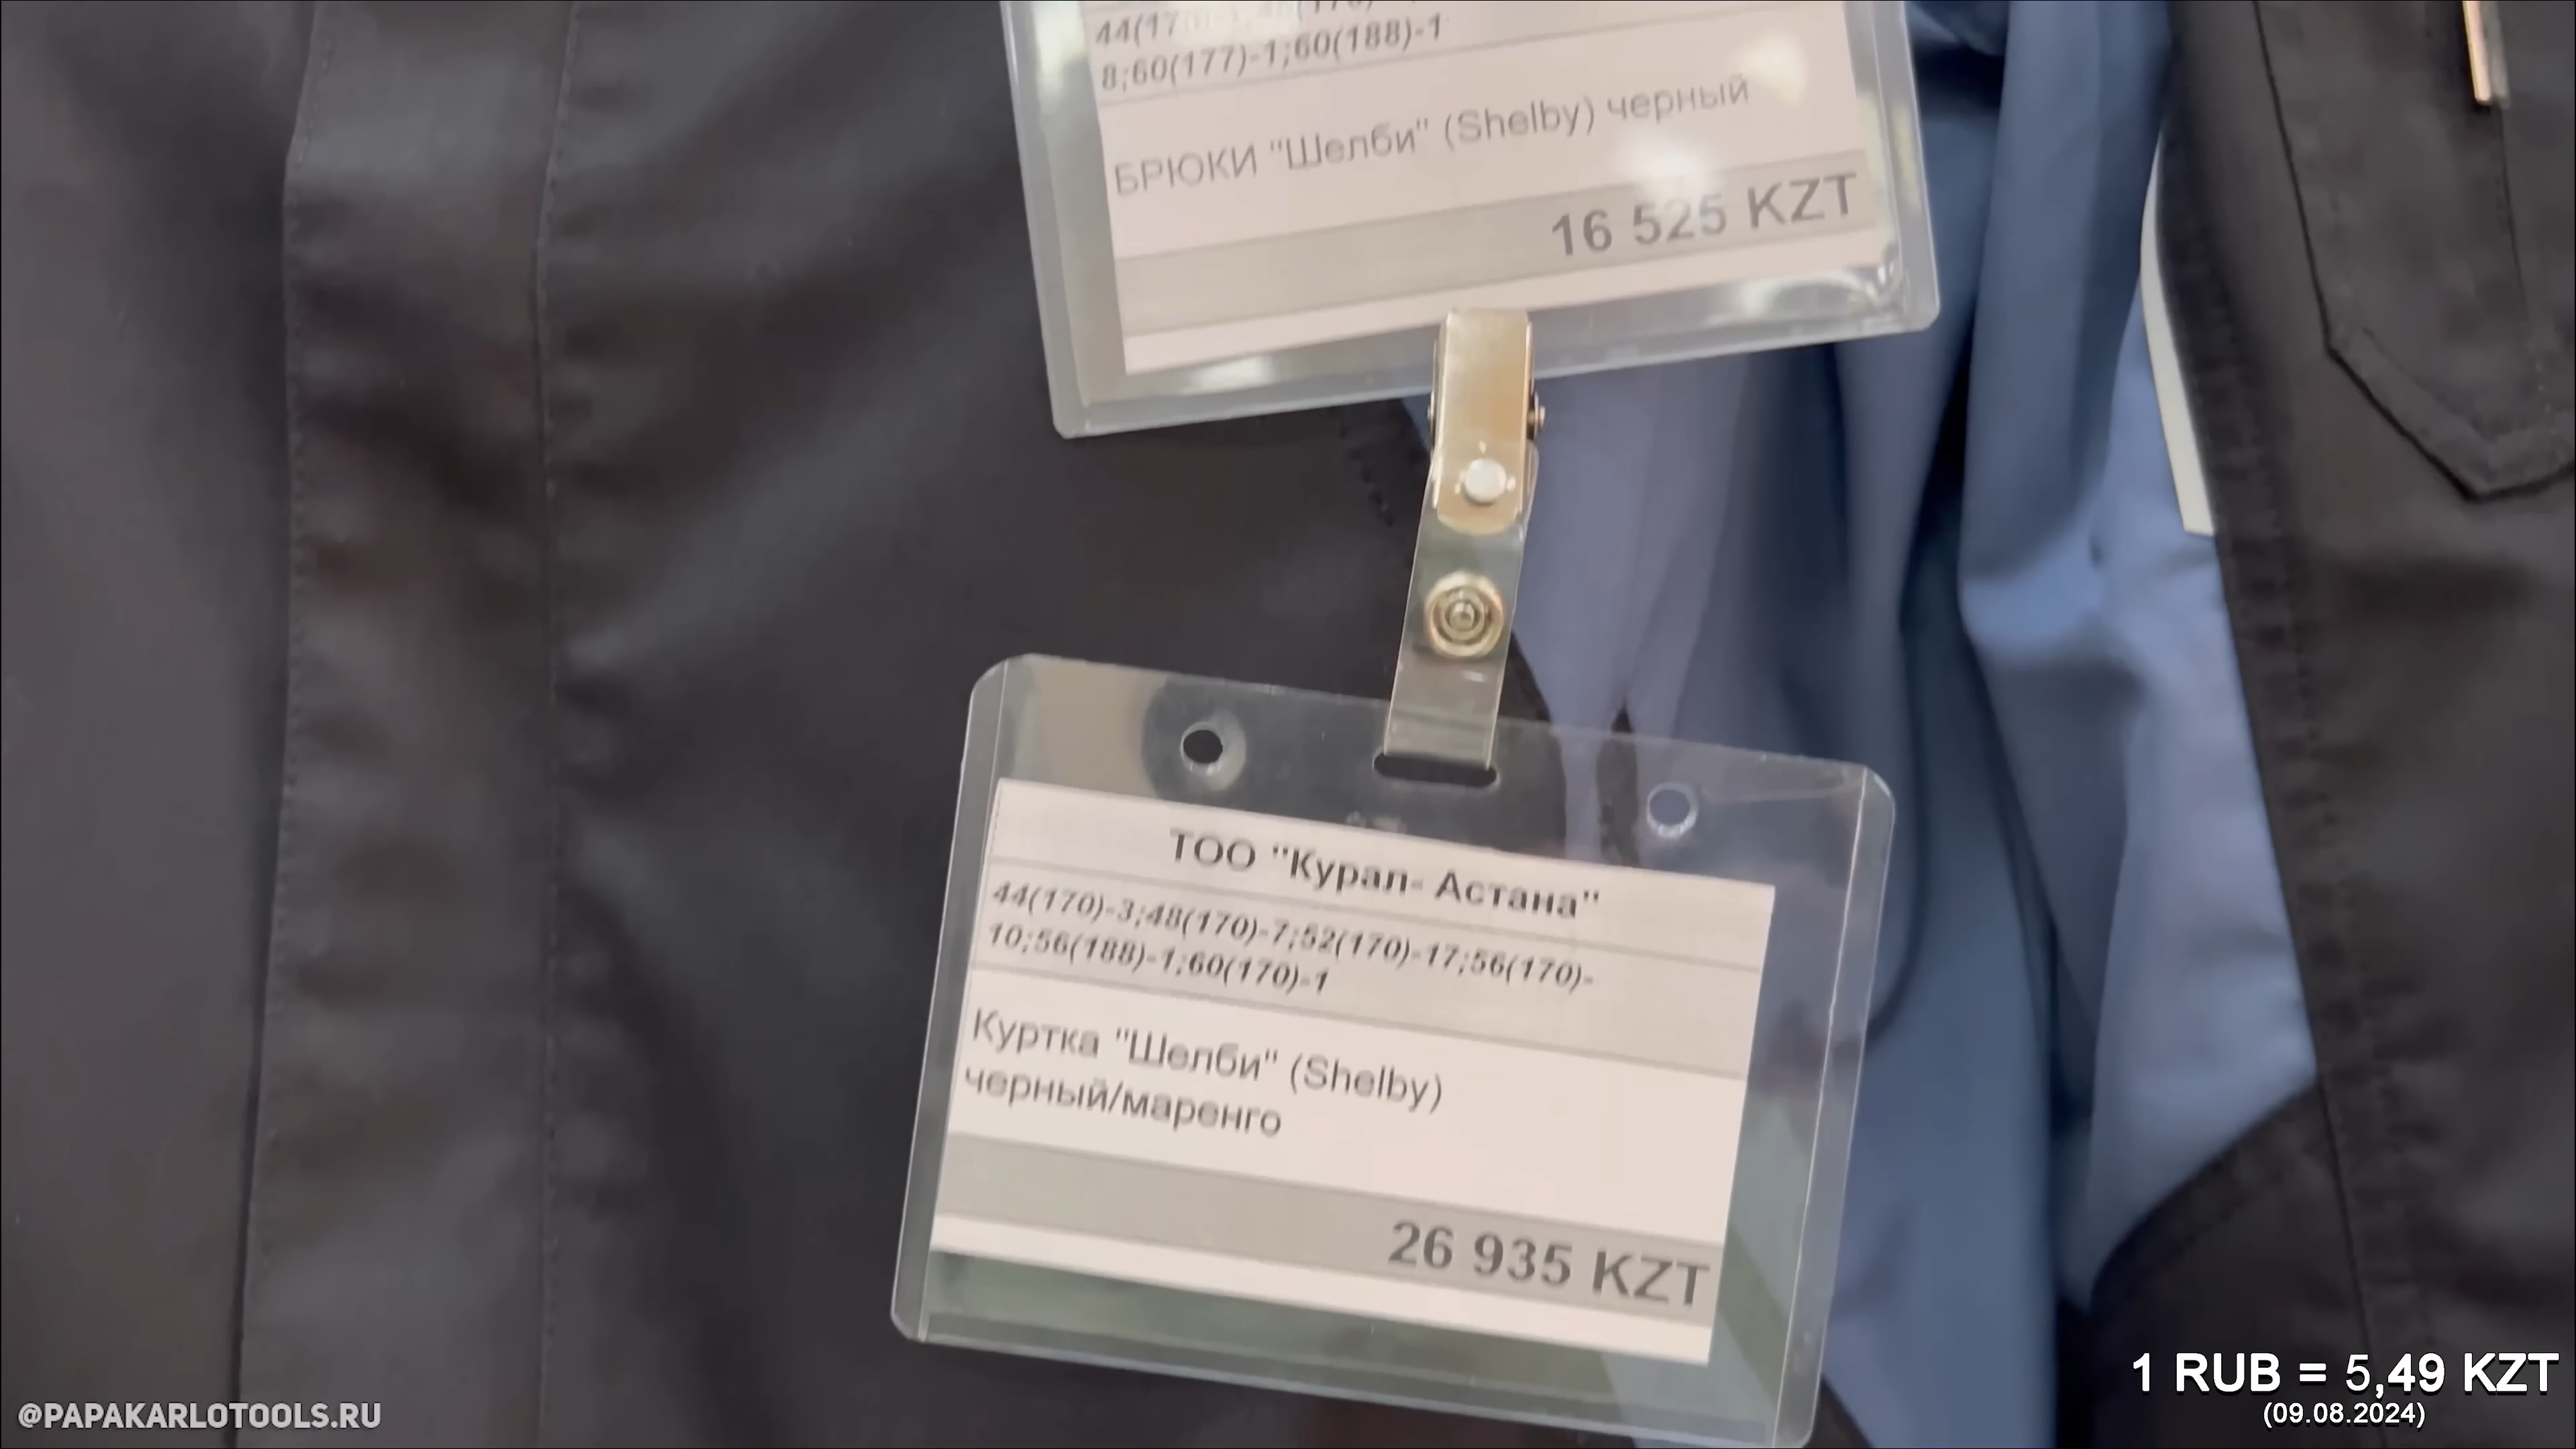 8;60(177)-1;60(188)-1
БРЮКИ "Шелби" (Shelby) черный
16 525 KZT
ТОО "Курал- Астана"
44(170)-3;48(170)-7;52(170)-17;56(170)-
10;56(188)-1;60(170)-1
Куртка "Шелби" (Shelby)
черный/маренго
26 935 KZT
1 RUB = 5,49 KZT
(09.08.2024)
@PAPAKARLOTOOLS.RU